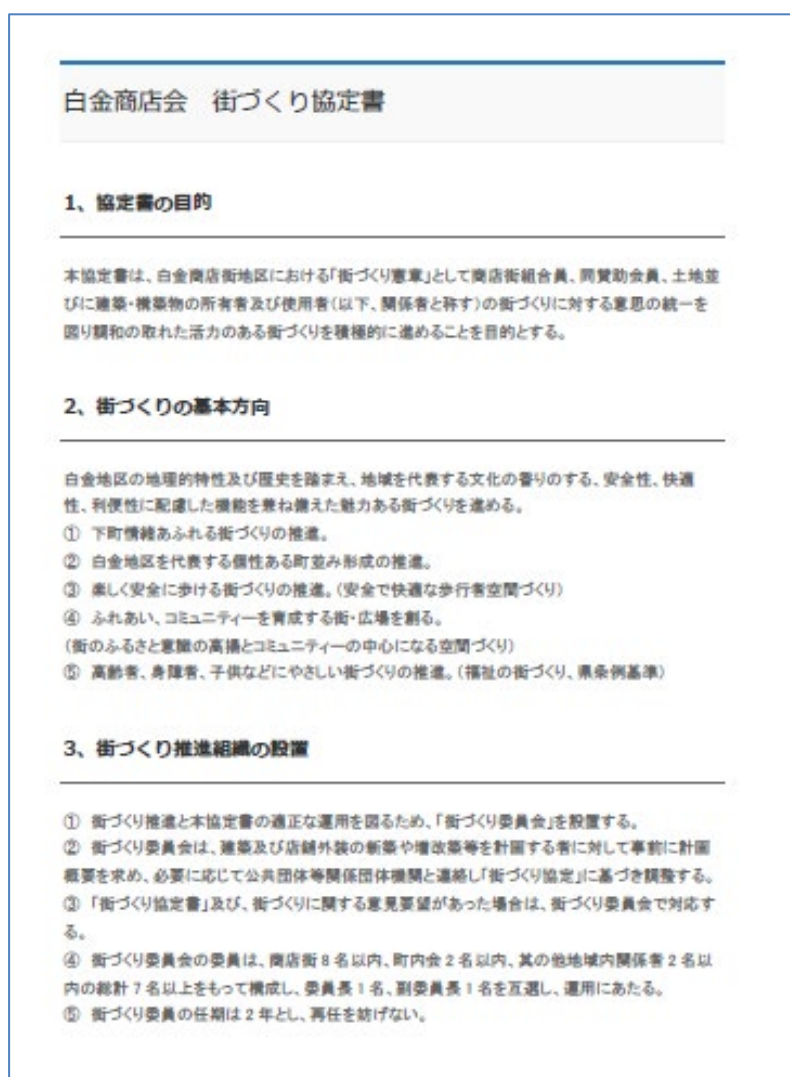 白金商店会　街づくり協定書
1、協定書の目的
本協定書は、白金商店街地区における「街づくり憲章」として商店街組合員、同賛助会員、土地並
びに建築・構築物の所有者及び使用者(以下、関係者と称す)の街づくりに対する意思の統一を
図り調和の取れた活力のある街づくりを積極的に進めることを目的とする。
2、街づくりの基本方向
白金地区の地理的特性及び歴史を踏まえ、地域を代表する文化の香りのする、安全性、快適
性、利便性に配慮した機能を兼ね備えた魅力ある街づくりを進める。
① 下町情緒あふれる街づくりの推進。
② 白金地区を代表する個性ある町並み形成の推進。
③ 楽しく安全に歩ける街づくりの推進。(安全で快適な歩行者空間づくり)
④ ふれあい、コミュニティーを育成する街・広場を創る。
(街のふるさと意識の高揚とコミュニティーの中心になる空間づくり)
⑤ 高齢者、身障者、子供などにやさしい街づくりの推進。(福祉の街づくり、県条例基準)
3、街づくり推進組織の設置
① 街づくり推進と本協定書の適正な運用を図るため、「街づくり委員会」を設置する。
② 街づくり委員会は、建築及び店舗外装の新築や増改築等を計画する者に対して事前に計画
概要を求め、必要に応じて公共団体等関係団体機関と連絡し「街づくり協定」に基づき調整する。
③ 「街づくり協定書」及び、街づくりに関する意見要望があった場合は、街づくり委員会で対応す
る。
④ 街づくり委員会の委員は、商店街8名以内、町内会2名以内、其の他地域内関係者2名以
内の総計7名以上をもって構成し、委員長1名、副委員長1名を互選し、運用にあたる。
⑤ 街づくり委員の任期は2年とし、再任を妨げない。